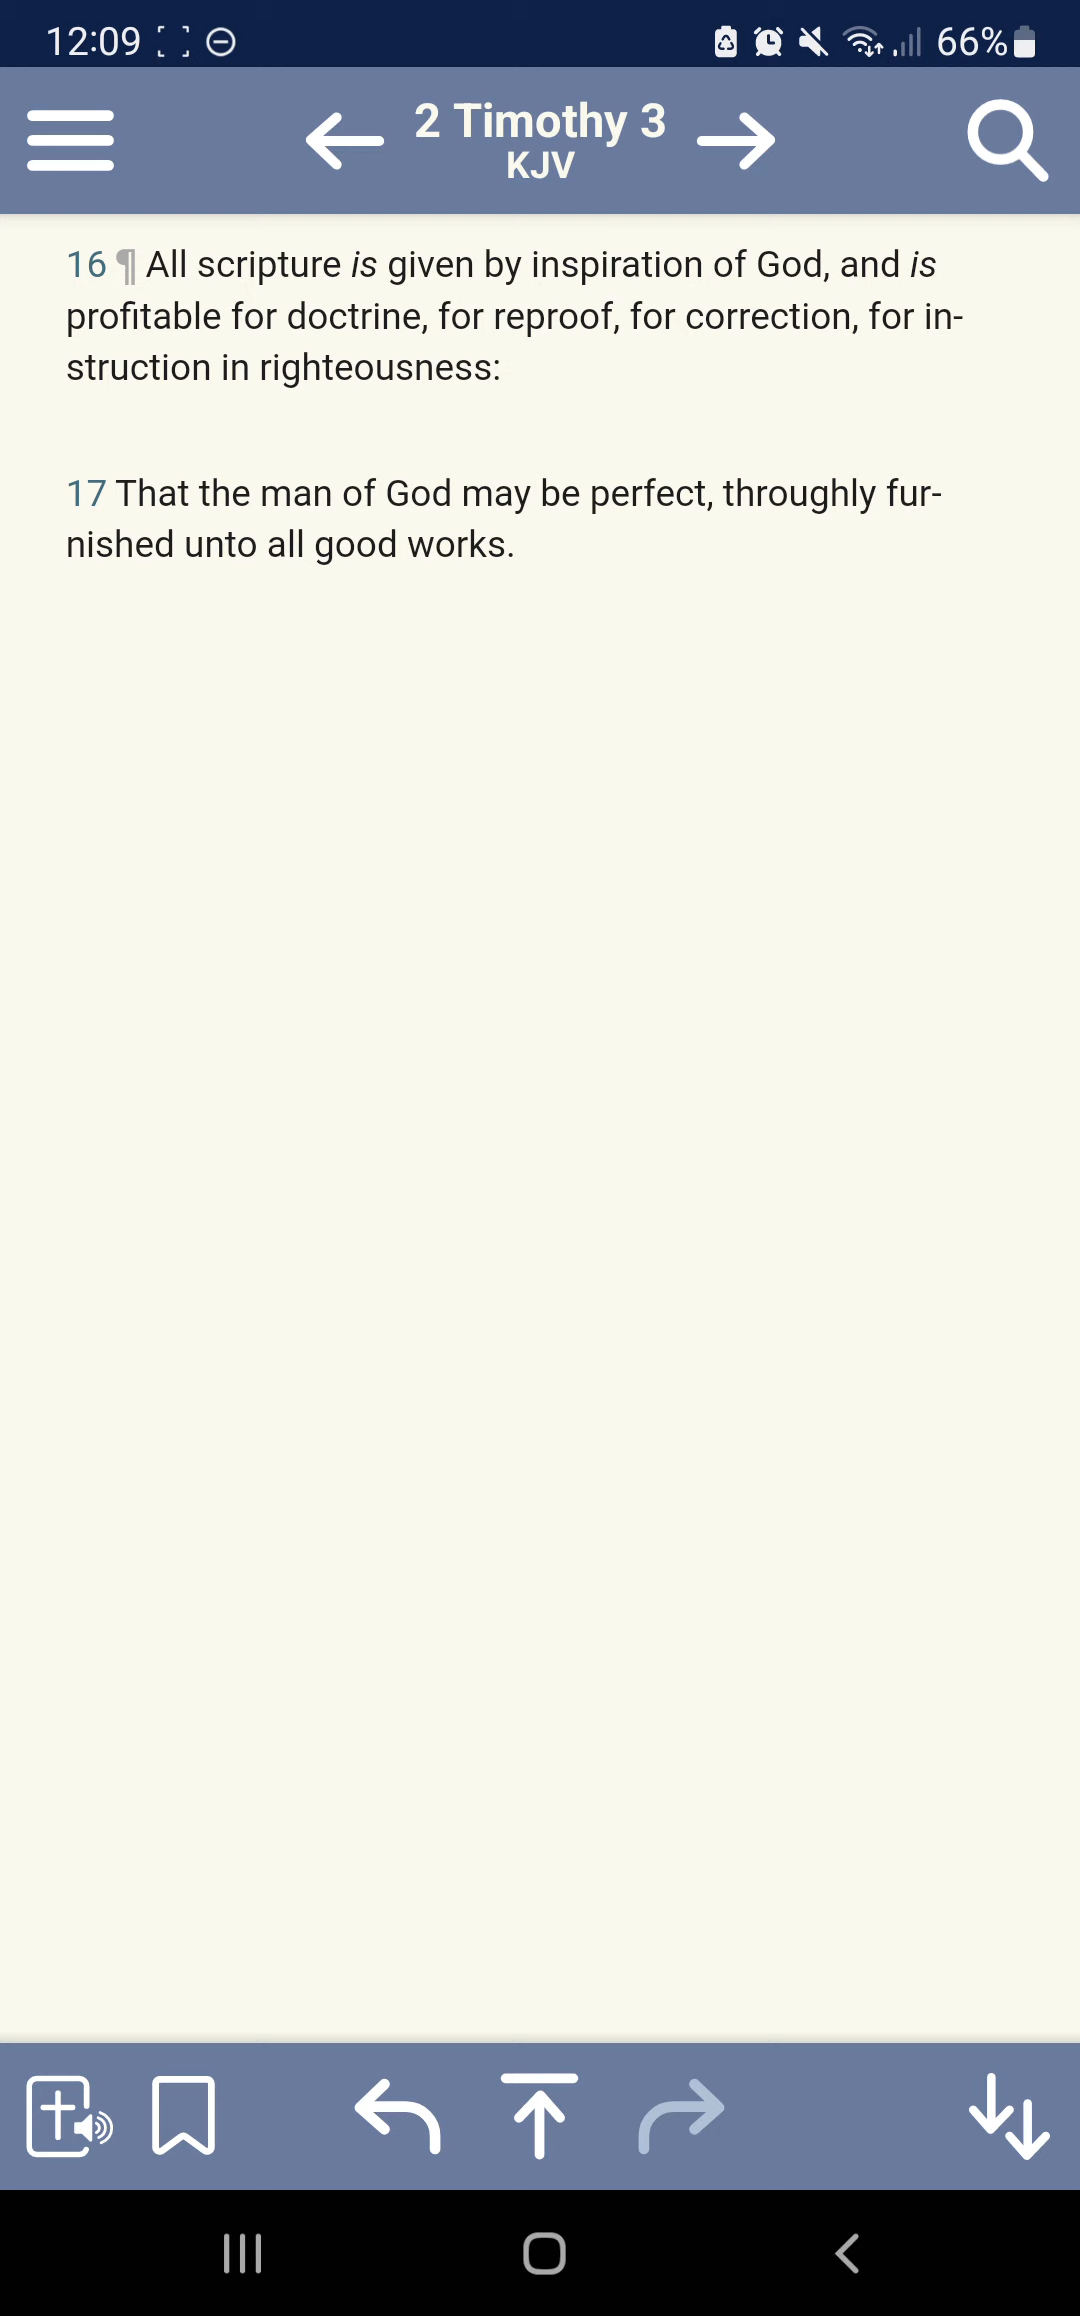 12:09
66%
2 Timothy 3
KJV
16 ¶ All scripture is given by inspiration of God, and is
profitable for doctrine, for reproof, for correction, for in-
struction in righteousness:
17 That the man of God may be perfect, throughly fur-
nished unto all good works.